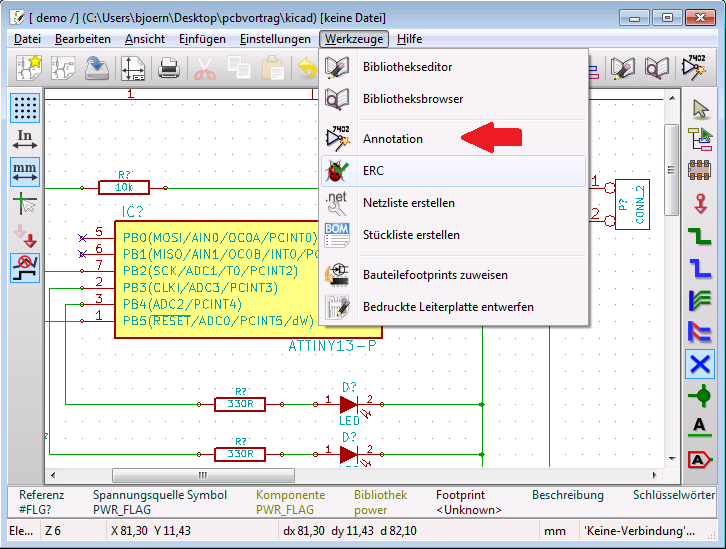 [ demo /] (C:\Users\bjoern\Desktop\pcbvortrag\kicad) [keine Datei]
Datei Bearbeiten Ansicht Einfügen Einstellungen Werkzeuge Hilfe
Bibliothekseditor
Bibliotheksbrowser
7402
Annotation
ERC
.net
Netzliste erstellen
BOM
Stückliste erstellen
Bauteilefootprints zuweisen
Bedruckte Leiterplatte entwerfen
7402
In
mm
1
R?
10k
IC?
5 PB0(MOSI/AIN0/OC0A/PCINT0)
6 PB1(MISO/AIN1/OC0B/INT0/PC
7 PB2(SCK/ADC1/T0/PCINT2)
2 PB3(CLKI/ADC3/PCINT3)
3 PB4(ADC2/PCINT4)
1 PB5(RESET/ADC0/PCINT5/dW)
ATTINY13-P
1
2
P?
CONN_2
R?
330R
D?
1 2
LED
R?
330R
D?
1 2
LED
A
A
Referenz Spannungsquelle Symbol Komponente Bibliothek Footprint Beschreibung Schlüsselwörter
#FLG? PWR_FLAG PWR_FLAG power <Unknown>
Ele... Z 6 X 81,30 Y 11,43 dx 81,30 dy 11,43 d 82,10 mm 'Keine-Verbindung'...